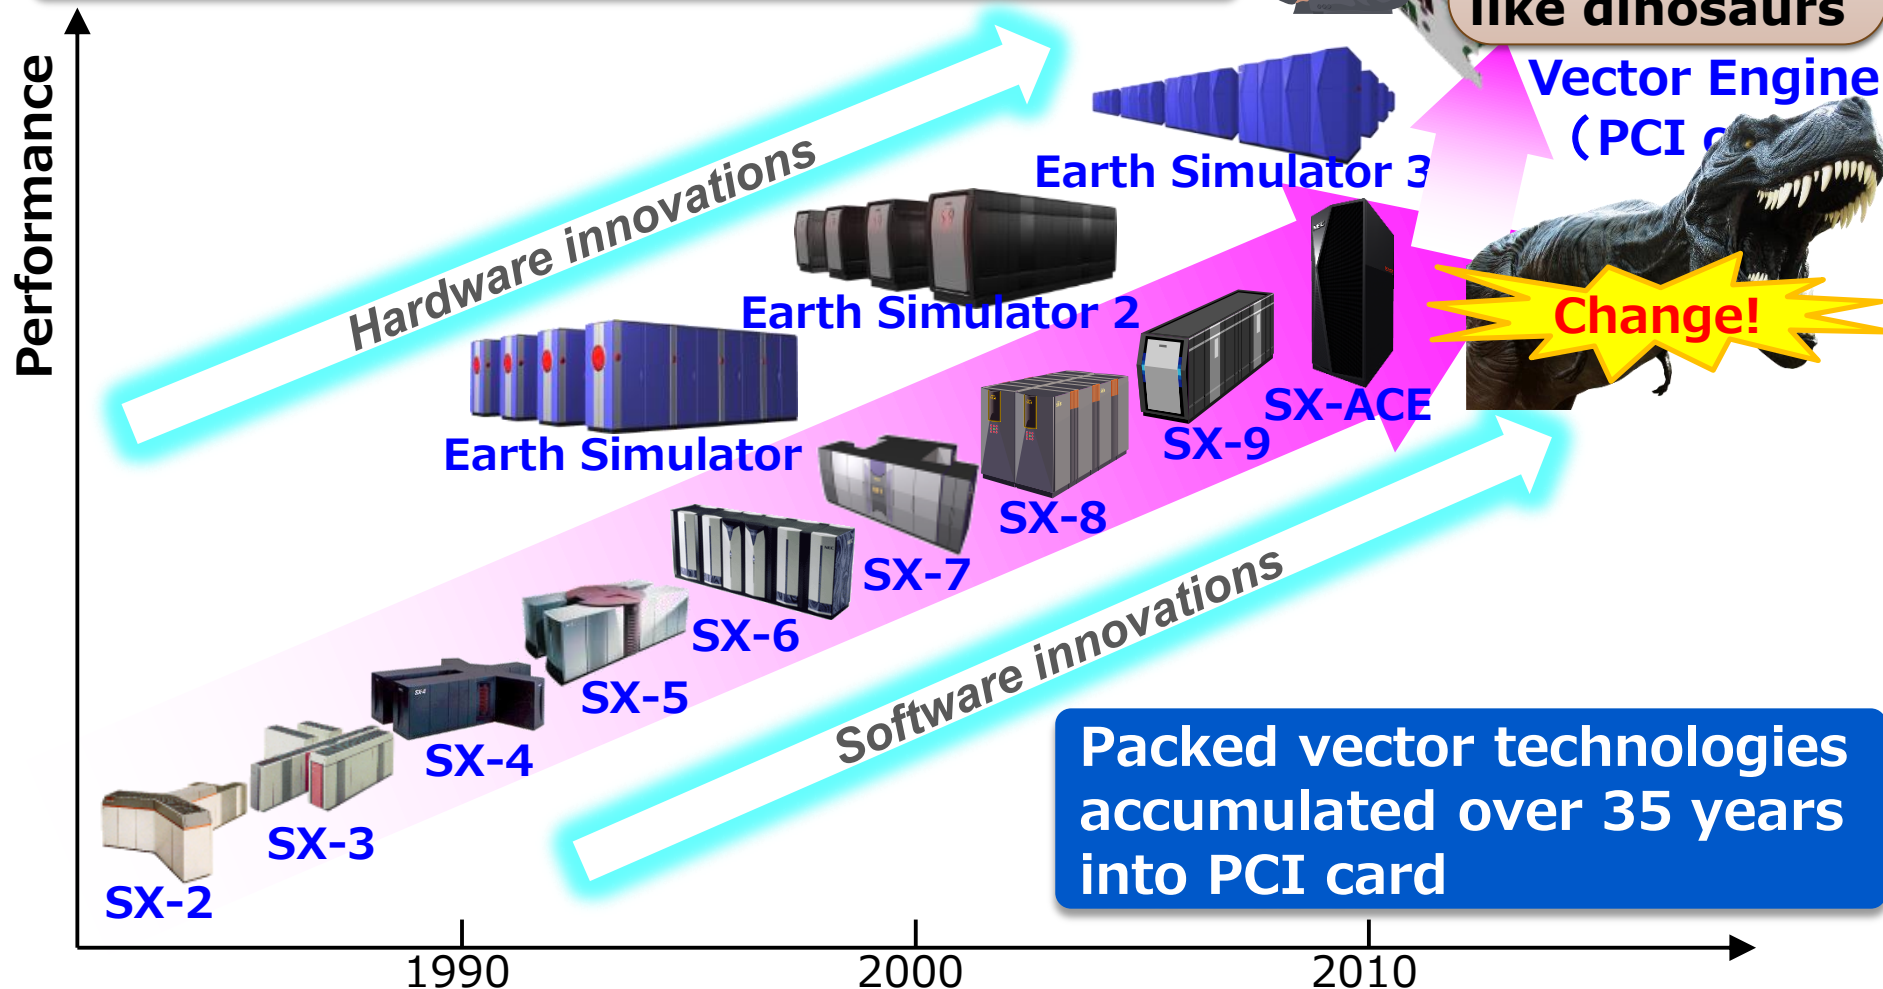 like dinosaurs
Performance
Vector Engine
（PCI
Hardware innovations
Earth Simulator 3
Earth Simulator 2
Change!
SX-ACE
SX-9
Earth Simulator
SX-8
SX-7
SX-6
Software innovations
SX-5
SX-4
SX-3
SX-2
Packed vector technologies
accumulated over 35 years
into PCI card
1990
2000
2010